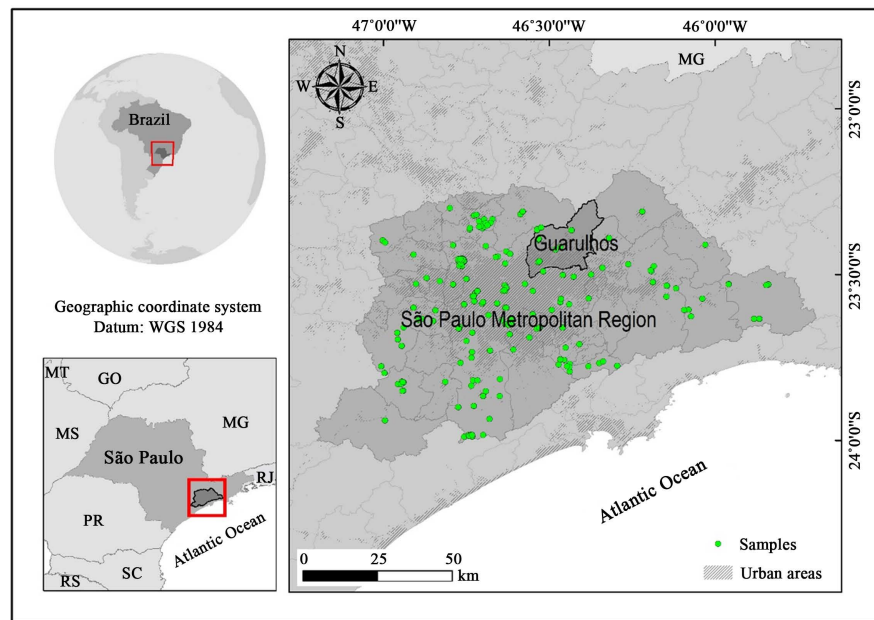 Brazil
Geographic coordinate system
Datum: WGS 1984
MT
GO
MS
MG
São Paulo
RJ
PR
Atlantic Ocean
SC
RS
47°0'0"W
46°30'0"W
46°0'0"W
N
W
E
S
MG
23°0'0"S
Guarulhos
23°30'0"S
São Paulo Metropolitan Region
24°0'0"S
Atlantic Ocean
0
25
50
km
Samples
Urban areas